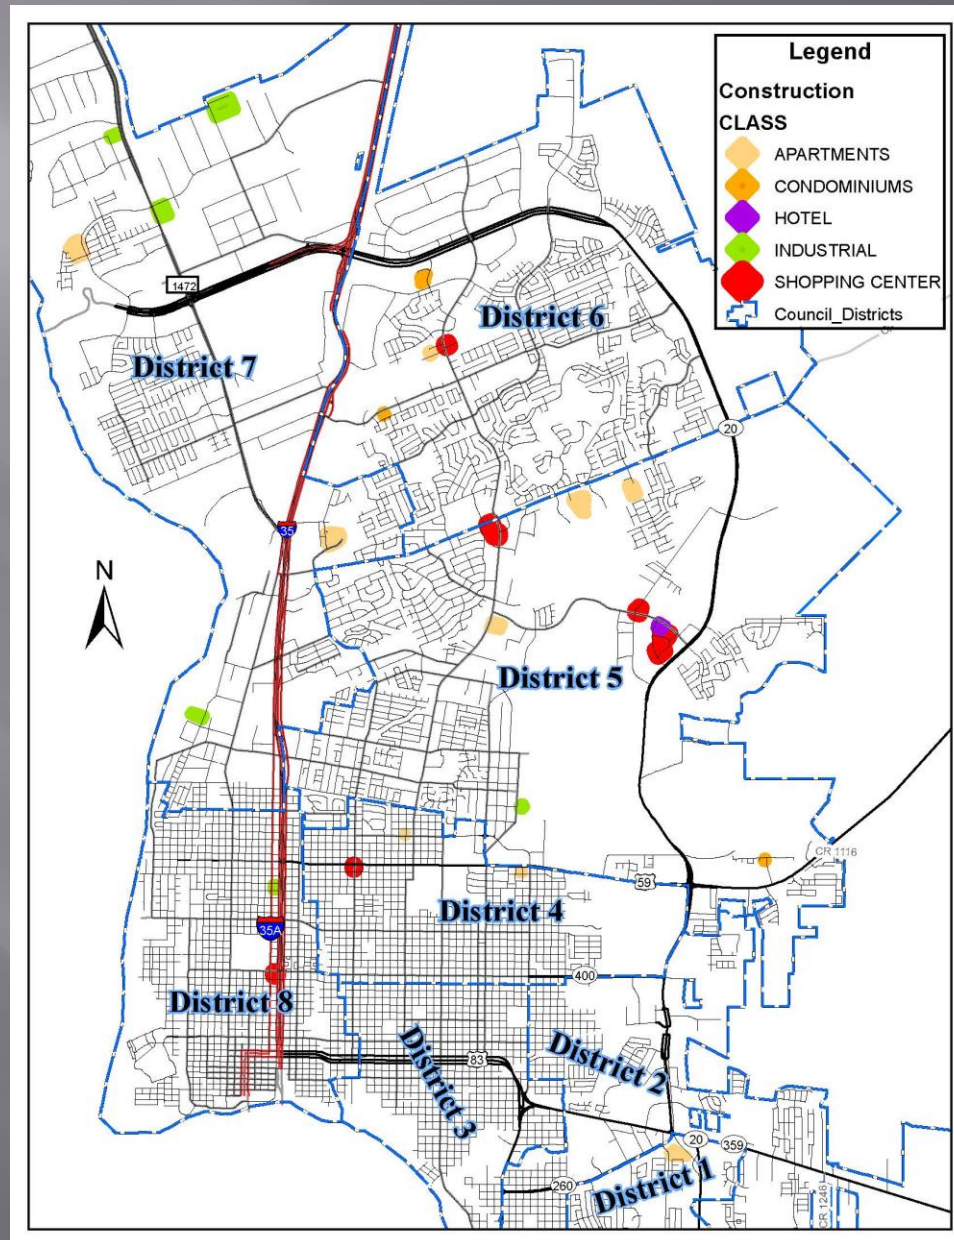 Legend
Construction
CLASS
APARTMENTS
CONDOMINIUMS
HOTEL
INDUSTRIAL
SHOPPING CENTER
Council_Districts
1472
District 6
District 7
20
35
N
District 5
CR 1116
59
District 4
35A
400
District 8
District 2
83
District 3
20
359
260
District 1
CR 1246